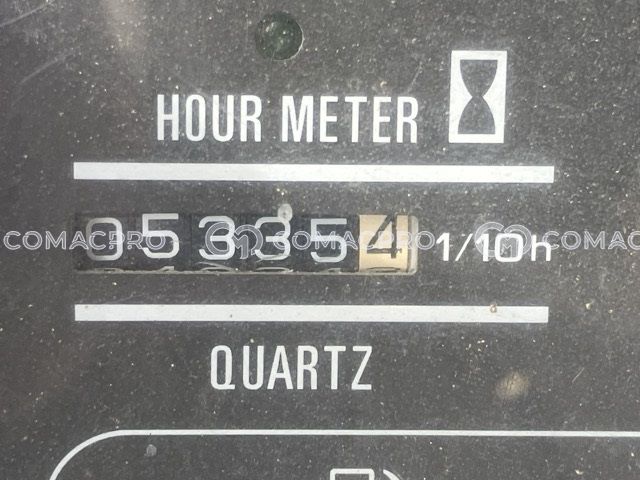 HOUR METER
053354 1/10h
COMACPRO COMACPRO COMACPRO
QUARTZ